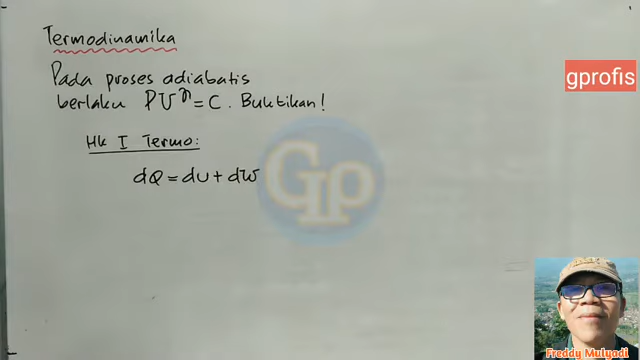 Termodinamika
gprofis
Pada proses adiabatis
berlaku PV^γ = C. Buktikan!
Hk I Termo:
dQ = dU + dW
Gp
Freddy Mulyadi